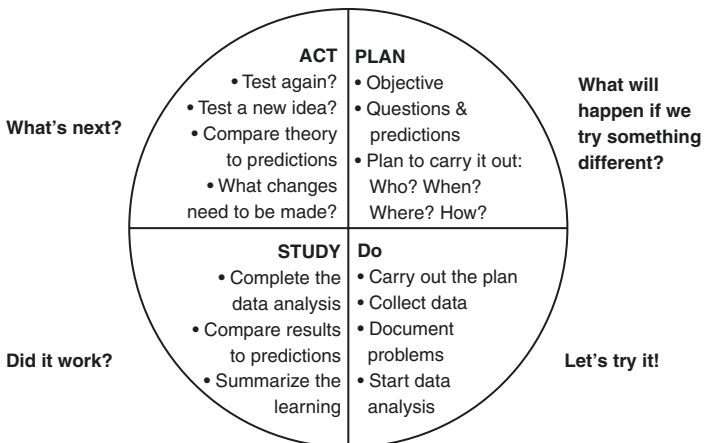 What's next?
ACT
• Test again?
• Test a new idea?
• Compare theory
to predictions
• What changes
need to be made?
PLAN
• Objective
• Questions &
predictions
• Plan to carry it out:
Who? When?
Where? How?
What will
happen if we
try something
different?
Did it work?
STUDY
• Complete the
data analysis
• Compare results
to predictions
• Summarize the
learning
Do
• Carry out the plan
• Collect data
• Document
problems
• Start data
analysis
Let's try it!